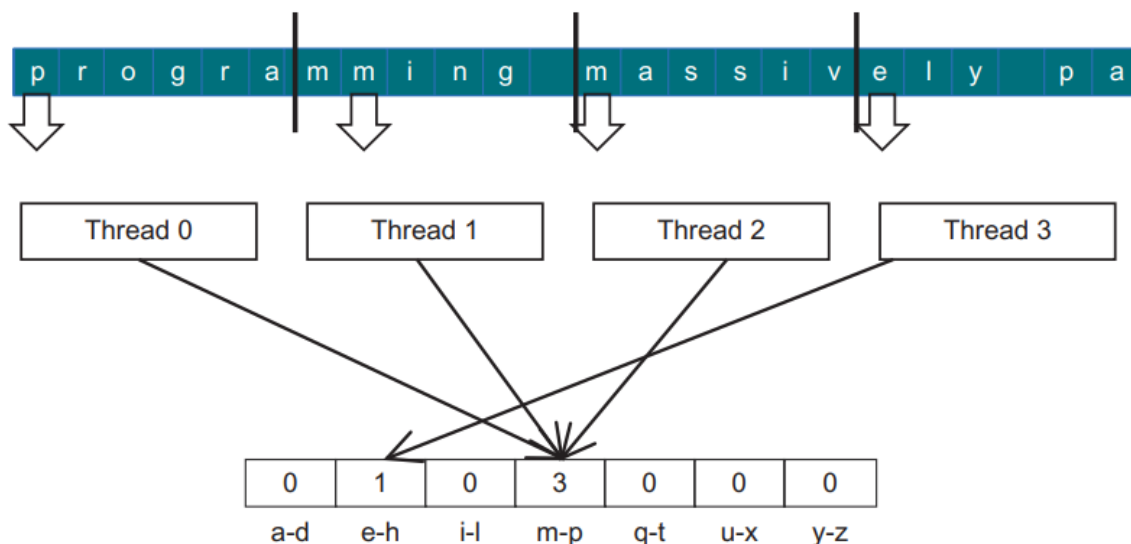 p r o g r a m m i n g m a s s i v e l y p a
Thread 0 Thread 1 Thread 2 Thread 3
0 1 0 3 0 0 0
a-d e-h i-l m-p q-t u-x y-z